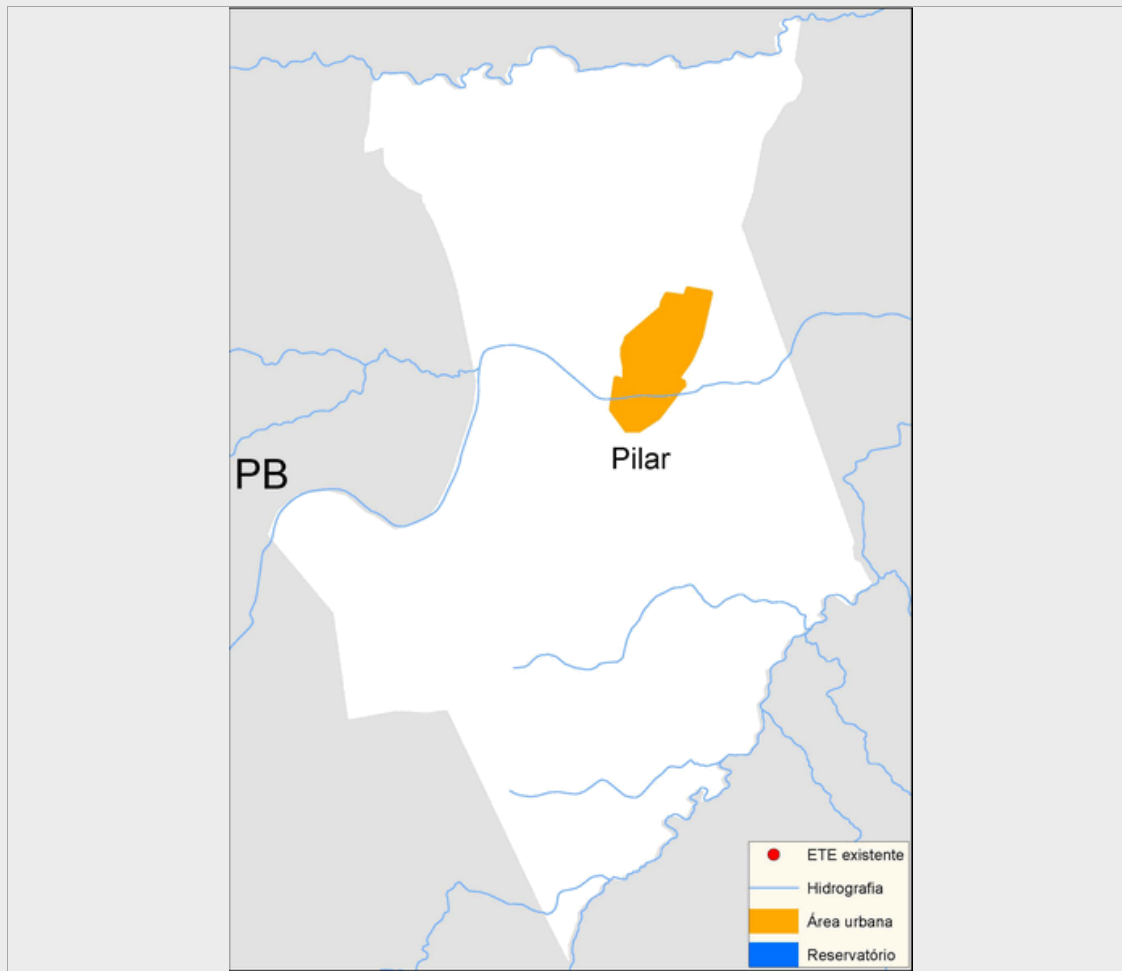 Pilar
PB
ETE existente
Hidrografia
Área urbana
Reservatório